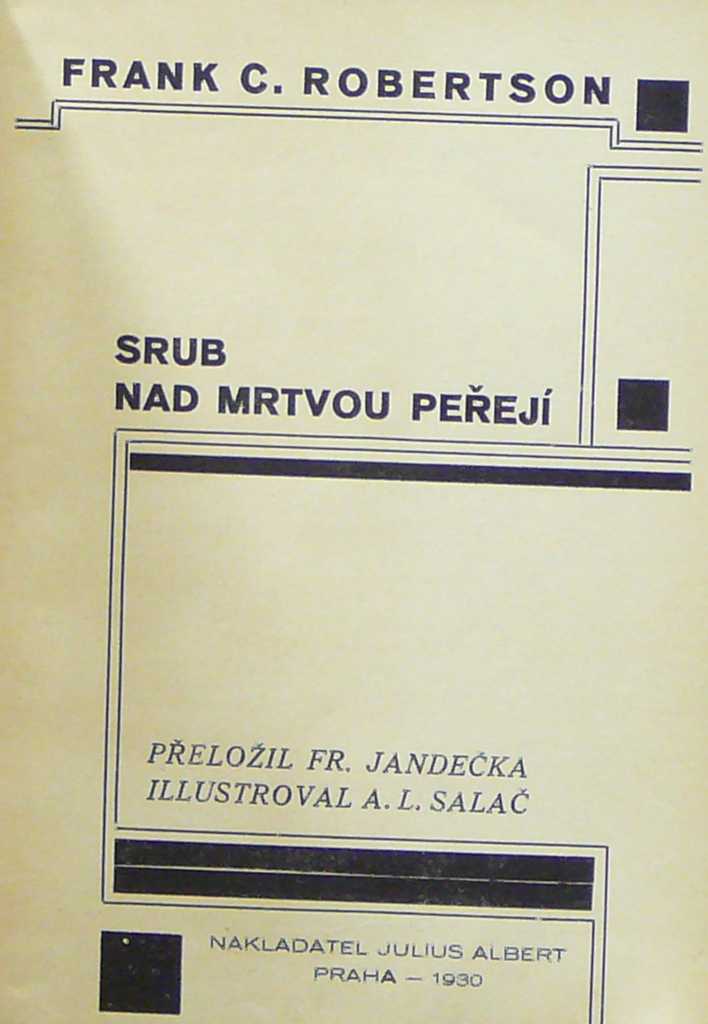 FRANK C. ROBERTSON
SRUB
NAD MRTVOU PEŘEJÍ
PŘELOŽIL FR. JANDEČKA
ILLUSTROVAL A. L. SALAČ
NAKLADATEL JULIUS ALBERT
PRAHA — 1930